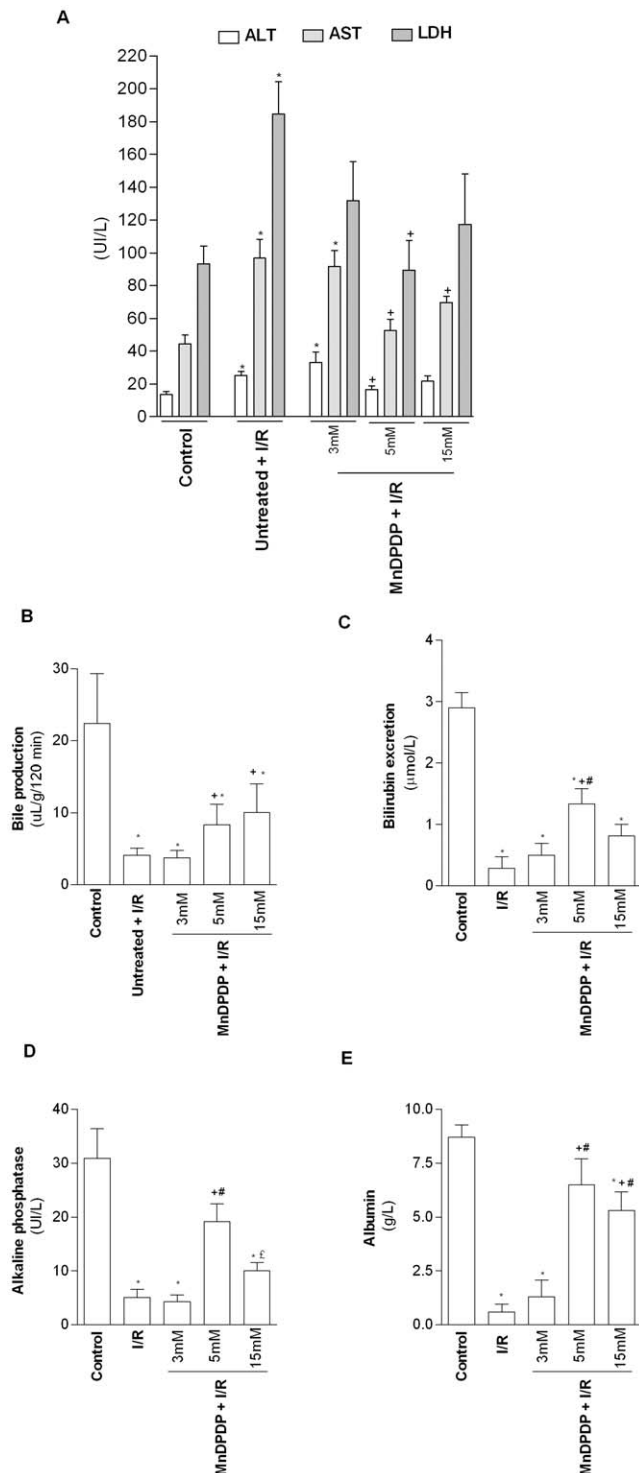 A
ALT AST LDH
220
200
180
160
140
120
100
80
60
40
20
0
(UI/L)
*
*
*
*
*
+
+
+
+
Control
Untreated + I/R
3mM
5mM
15mM
MnDPDP + I/R
B
30
20
10
0
Bile production
(uL/g/120 min)
*
*
+ *
+ *
Control
Untreated + I/R
3mM
5mM
15mM
MnDPDP + I/R
C
4
3
2
1
0
Bilirubin excretion
(µmol/L)
*
*
* +#
*
Control
I/R
3mM
5mM
15mM
MnDPDP + I/R
D
40
30
20
10
0
Alkaline phosphatase
(UI/L)
*
*
+#
* £
Control
I/R
3mM
5mM
15mM
MnDPDP + I/R
E
10.0
7.5
5.0
2.5
0.0
Albumin
(g/L)
*
*
+#
* +#
Control
I/R
3mM
5mM
15mM
MnDPDP + I/R